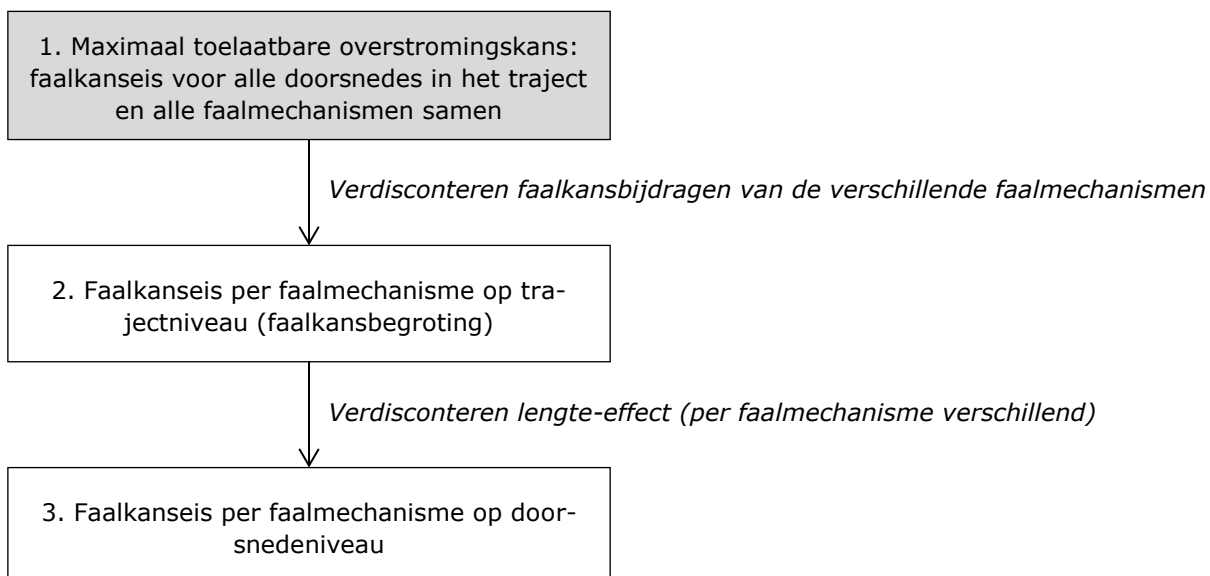 1. Maximaal toelaatbare overstromingskans:
faalkanseis voor alle doorsnedes in het traject
en alle faalmechanismen samen
Verdisconteren faalkansbijdragen van de verschillende faalmechanismen
2. Faalkanseis per faalmechanisme op tra-
jectniveau (faalkansbegroting)
Verdisconteren lengte-effect (per faalmechanisme verschillend)
3. Faalkanseis per faalmechanisme op door-
snedeniveau